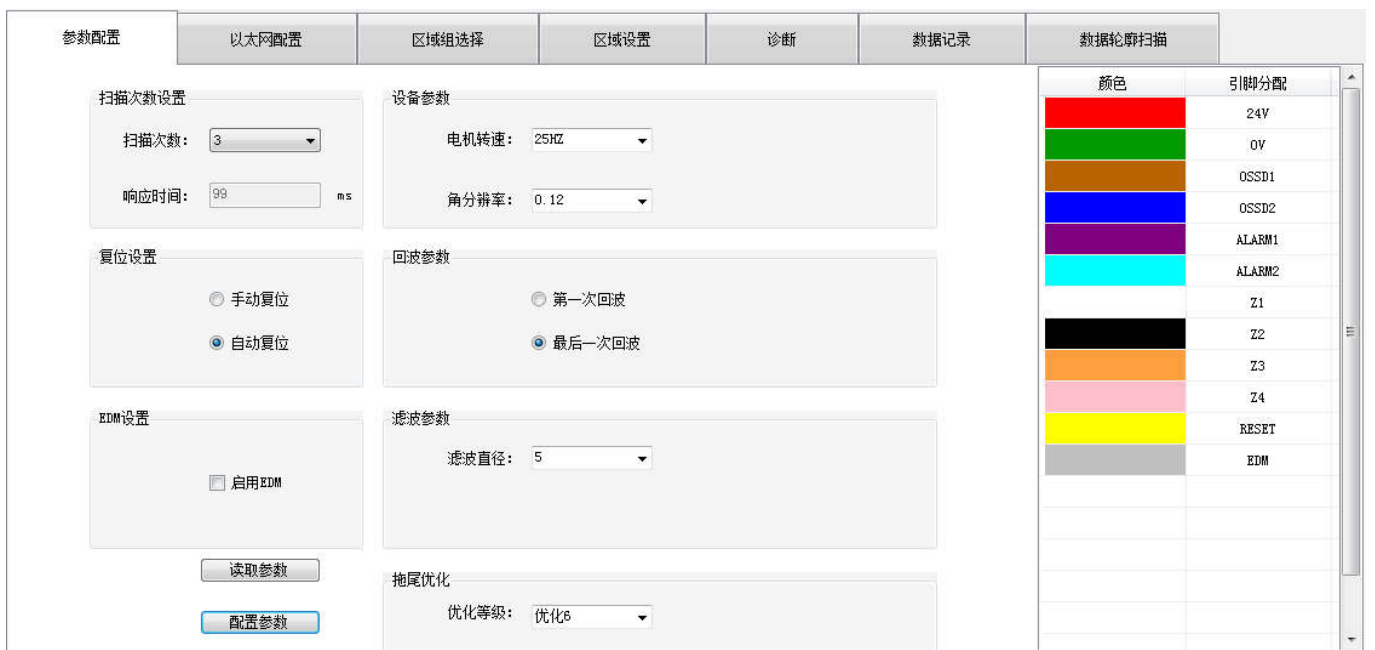 参数配置
以太网配置
区域组选择
区域设置
诊断
数据记录
数据轮廓扫描
扫描次数设置
扫描次数： 3
响应时间： 99 ms
设备参数
电机转速： 25HZ
角分辨率： 0.12
复位设置
手动复位
自动复位
回波参数
第一次回波
最后一次回波
EDM设置
启用EDM
滤波参数
滤波直径： 5
读取参数
配置参数
拖尾优化
优化等级： 优化6
颜色 引脚分配
24V
0V
OSSD1
OSSD2
ALARM1
ALARM2
Z1
Z2
Z3
Z4
RESET
EDM